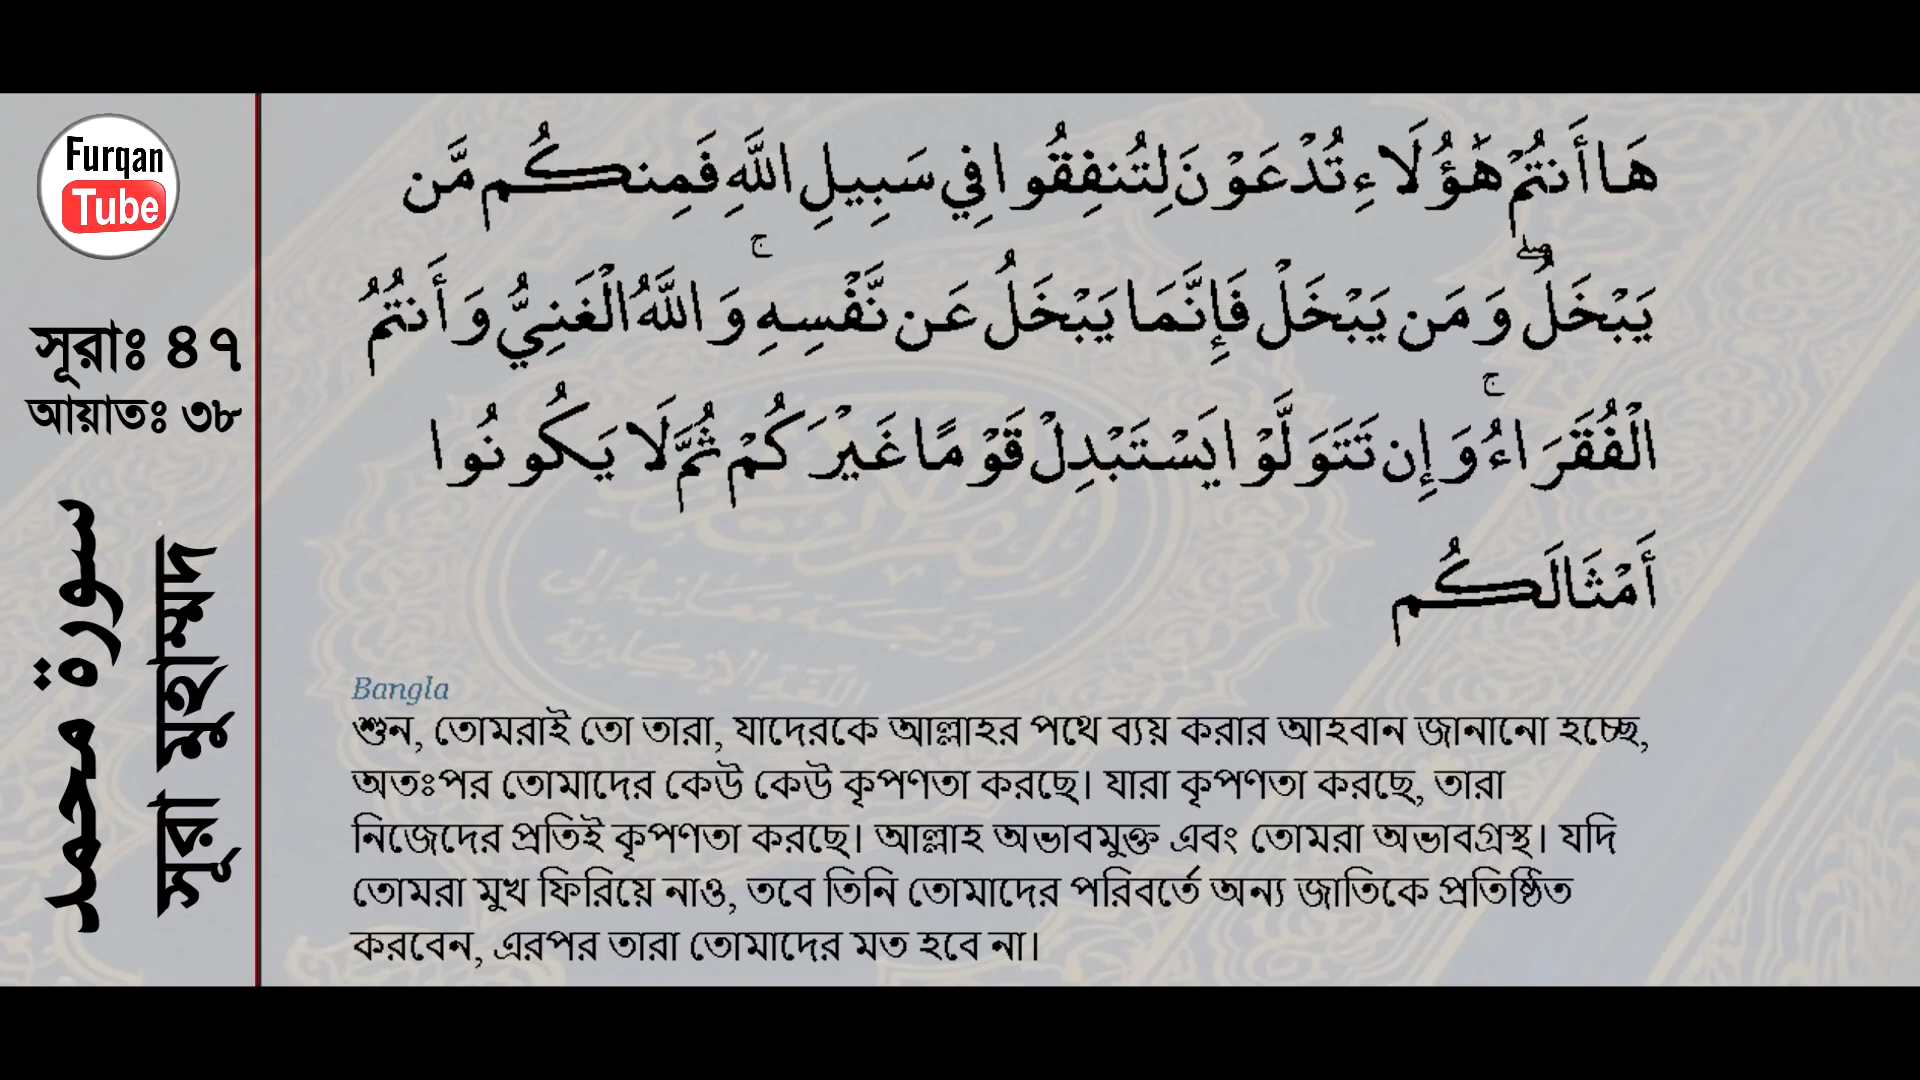 Furqan
Tube
সূরাঃ ৪৭
আয়াতঃ ৩৮
سورة محمد
সূরা মুহাম্মদ
هَا أَنتُمْ هَٰؤُلَاءِ تُدْعَوْنَ لِتُنفِقُوا فِي سَبِيلِ اللَّهِ فَمِنكُم مَّن
يَبْخَلُ ۖ وَمَن يَبْخَلْ فَإِنَّمَا يَبْخَلُ عَن نَّفْسِهِ ۚ وَاللَّهُ الْغَنِيُّ وَأَنتُمُ
الْفُقَرَاءُ ۚ وَإِن تَتَوَلَّوْا يَسْتَبْدِلْ قَوْمًا غَيْرَكُمْ ثُمَّ لَا يَكُونُوا
أَمْثَالَكُم
Bangla
শুন, তোমরাই তো তারা, যাদেরকে আল্লাহর পথে ব্যয় করার আহবান জানানো হচ্ছে,
অতঃপর তোমাদের কেউ কেউ কৃপণতা করছে। যারা কৃপণতা করছে, তারা
নিজেদের প্রতিই কৃপণতা করছে। আল্লাহ অভাবমুক্ত এবং তোমরা অভাবগ্রস্থ। যদি
তোমরা মুখ ফিরিয়ে নাও, তবে তিনি তোমাদের পরিবর্তে অন্য জাতিকে প্রতিষ্ঠিত
করবেন, এরপর তারা তোমাদের মত হবে না।